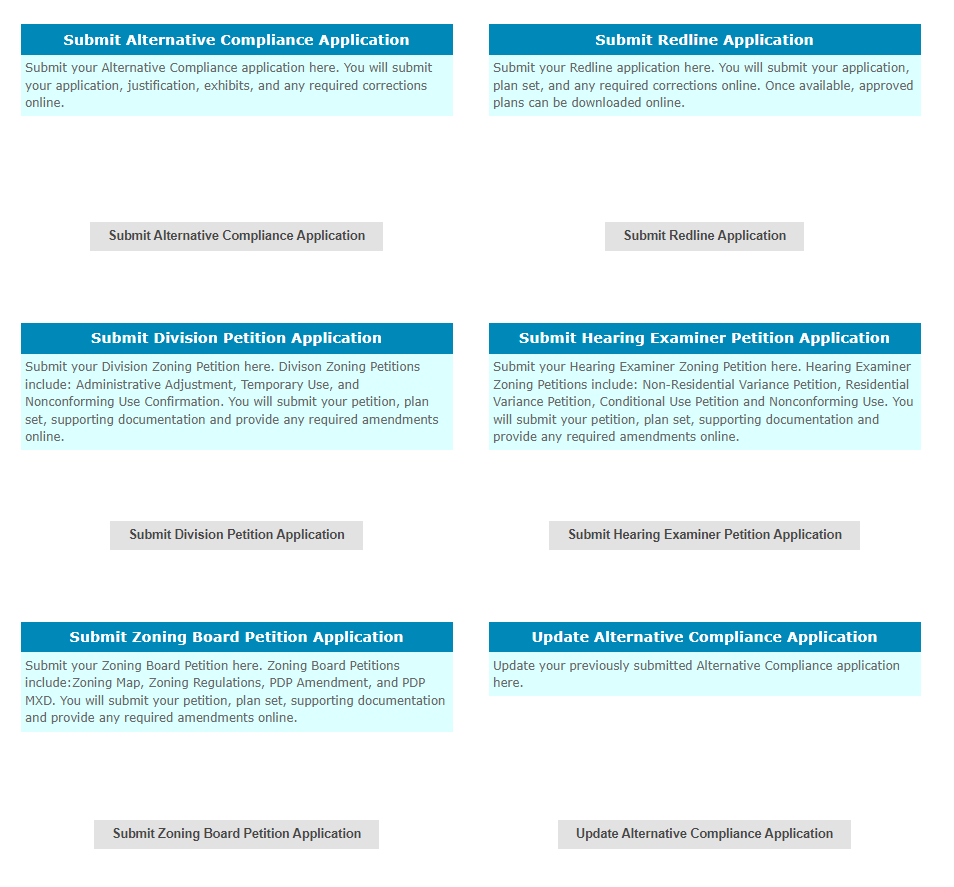 Submit Alternative Compliance Application
Submit your Alternative Compliance application here. You will submit
your application, justification, exhibits, and any required corrections
online.
Submit Alternative Compliance Application
Submit Redline Application
Submit your Redline application here. You will submit your application,
plan set, and any required corrections online. Once available, approved
plans can be downloaded online.
Submit Redline Application
Submit Division Petition Application
Submit your Division Zoning Petition here. Divison Zoning Petitions
include: Administrative Adjustment, Temporary Use, and
Nonconforming Use Confirmation. You will submit your petition, plan
set, supporting documentation and provide any required amendments
online.
Submit Division Petition Application
Submit Hearing Examiner Petition Application
Submit your Hearing Examiner Zoning Petition here. Hearing Examiner
Zoning Petitions include: Non-Residential Variance Petition, Residential
Variance Petition, Conditional Use Petition and Nonconforming Use. You
will submit your petition, plan set, supporting documentation and
provide any required amendments online.
Submit Hearing Examiner Petition Application
Submit Zoning Board Petition Application
Submit your Zoning Board Petition here. Zoning Board Petitions
include:Zoning Map, Zoning Regulations, PDP Amendment, and PDP
MXD. You will submit your petition, plan set, supporting documentation
and provide any required amendments online.
Submit Zoning Board Petition Application
Update Alternative Compliance Application
Update your previously submitted Alternative Compliance application
here.
Update Alternative Compliance Application